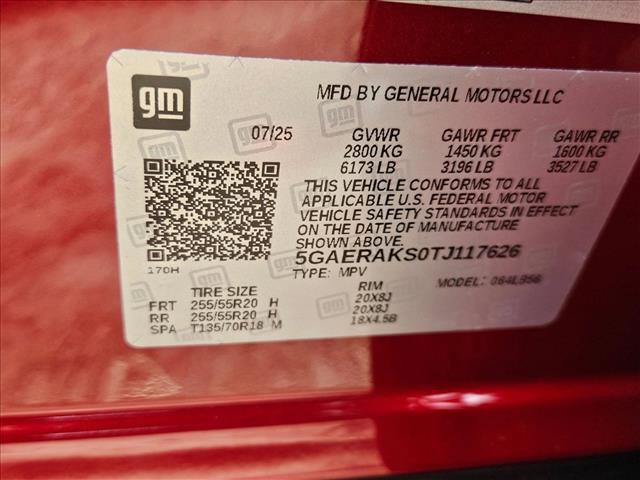 gm
MFD BY GENERAL MOTORS LLC
07/25 GVWR GAWR FRT GAWR RR
2800 KG 1450 KG 1600 KG
6173 LB 3196 LB 3527 LB
THIS VEHICLE CONFORMS TO ALL
APPLICABLE U.S. FEDERAL MOTOR
VEHICLE SAFETY STANDARDS IN EFFECT
ON THE DATE OF MANUFACTURE
SHOWN ABOVE.
170H
5GAERAKS0TJ117626
TYPE: MPV MODEL: 064LB56
TIRE SIZE RIM
FRT 255/55R20 H 20X8J
RR 255/55R20 H 20X8J
SPA T135/70R18 M 18X4.5B